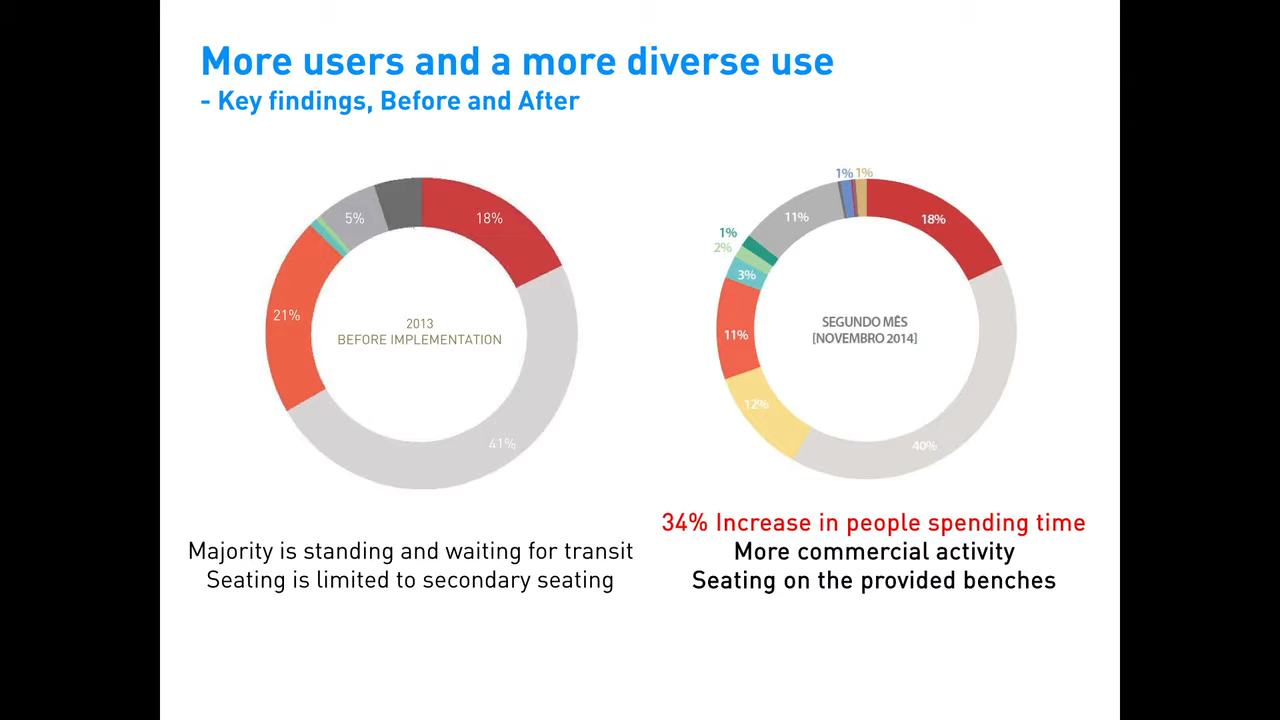 More users and a more diverse use
- Key findings, Before and After
5%
18%
21%
2013
BEFORE IMPLEMENTATION
41%
1%
1%
11%
18%
1%
2%
3%
11%
SEGUNDO MÊS
[NOVEMBRO 2014]
12%
40%
Majority is standing and waiting for transit
Seating is limited to secondary seating
34% Increase in people spending time
More commercial activity
Seating on the provided benches